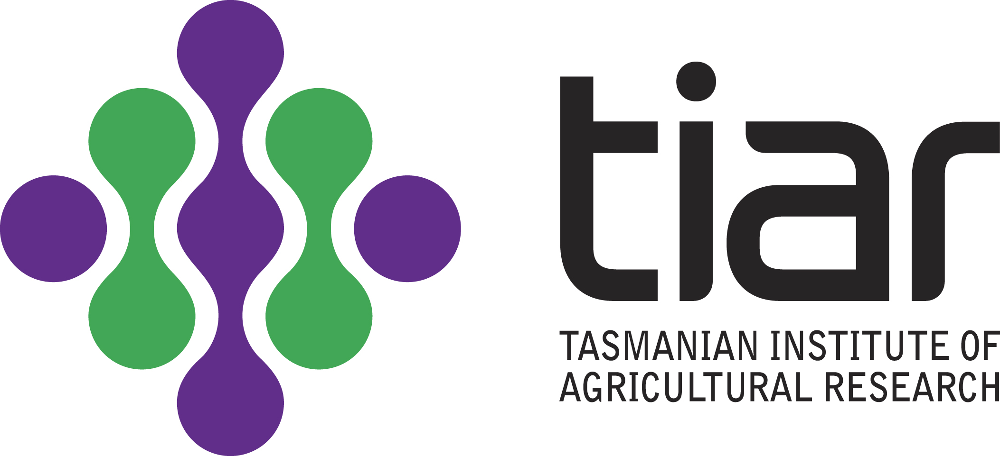 tiar
TASMANIAN INSTITUTE OF
AGRICULTURAL RESEARCH